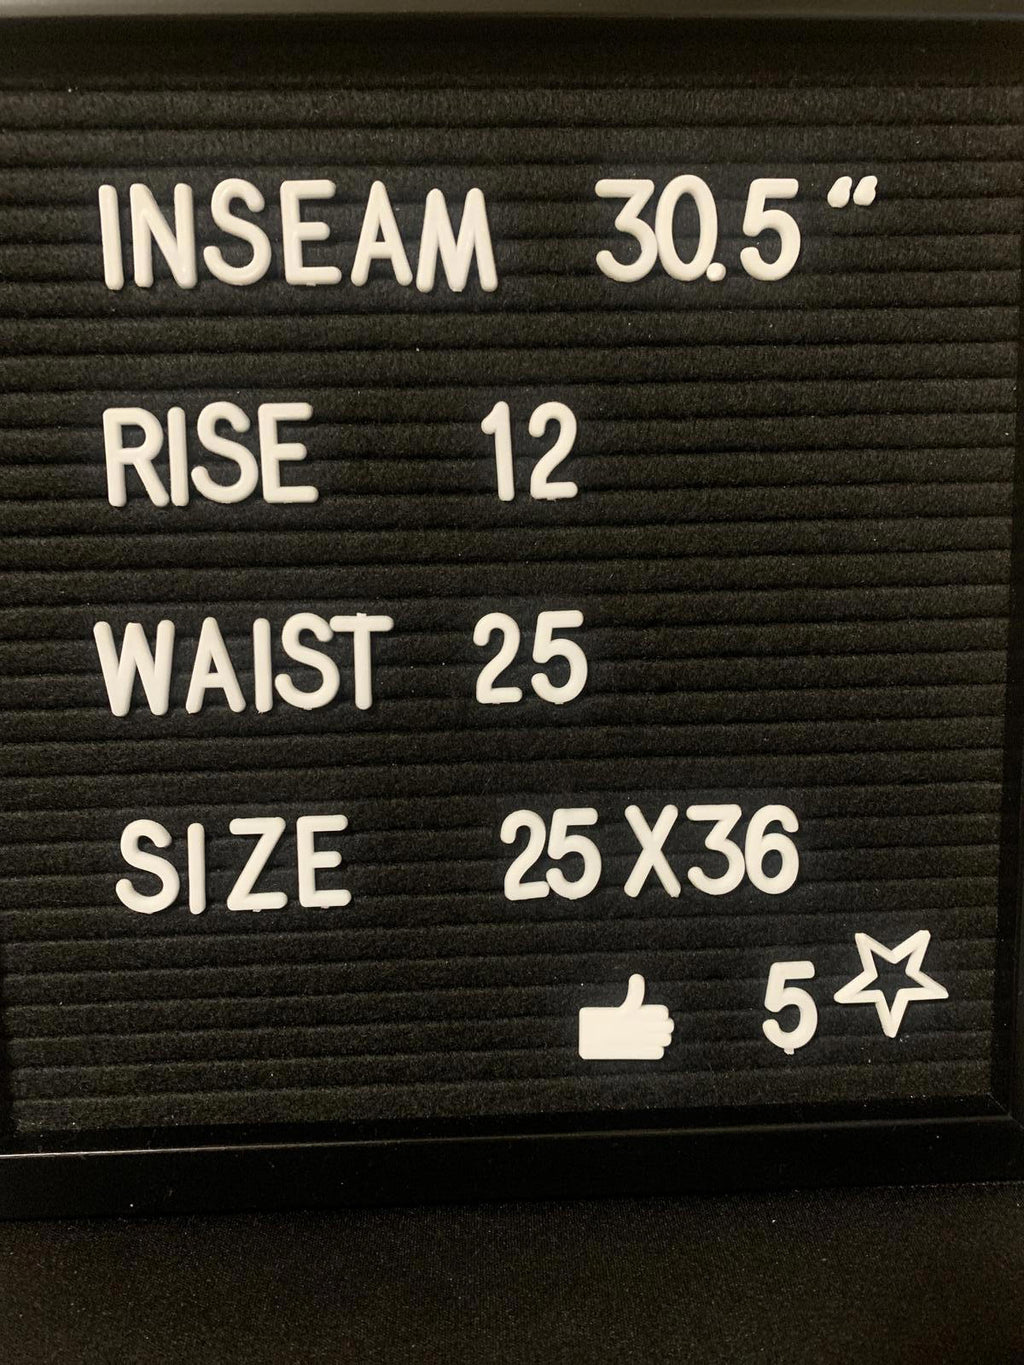 INSEAM 30.5“
RISE 12
WAIST 25
SIZE 25X36
5